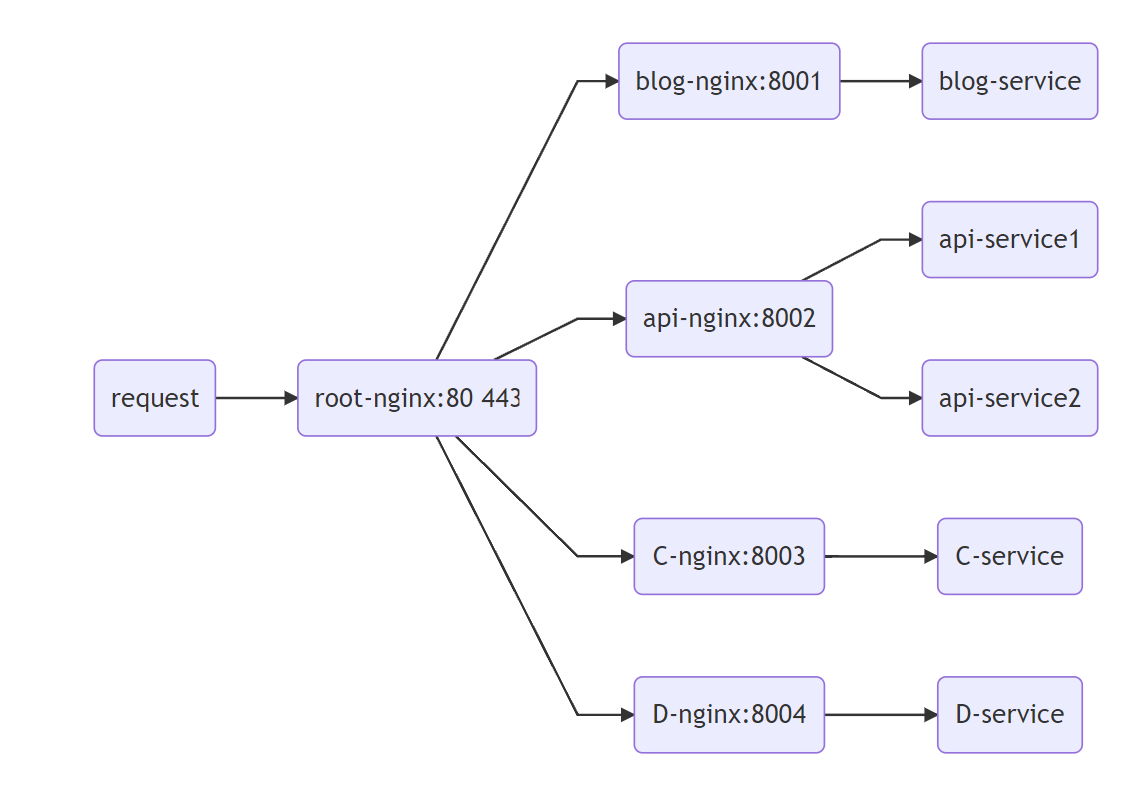 blog-nginx:8001
blog-service
api-service1
api-nginx:8002
api-service2
request
root-nginx:80 443
C-nginx:8003
C-service
D-nginx:8004
D-service